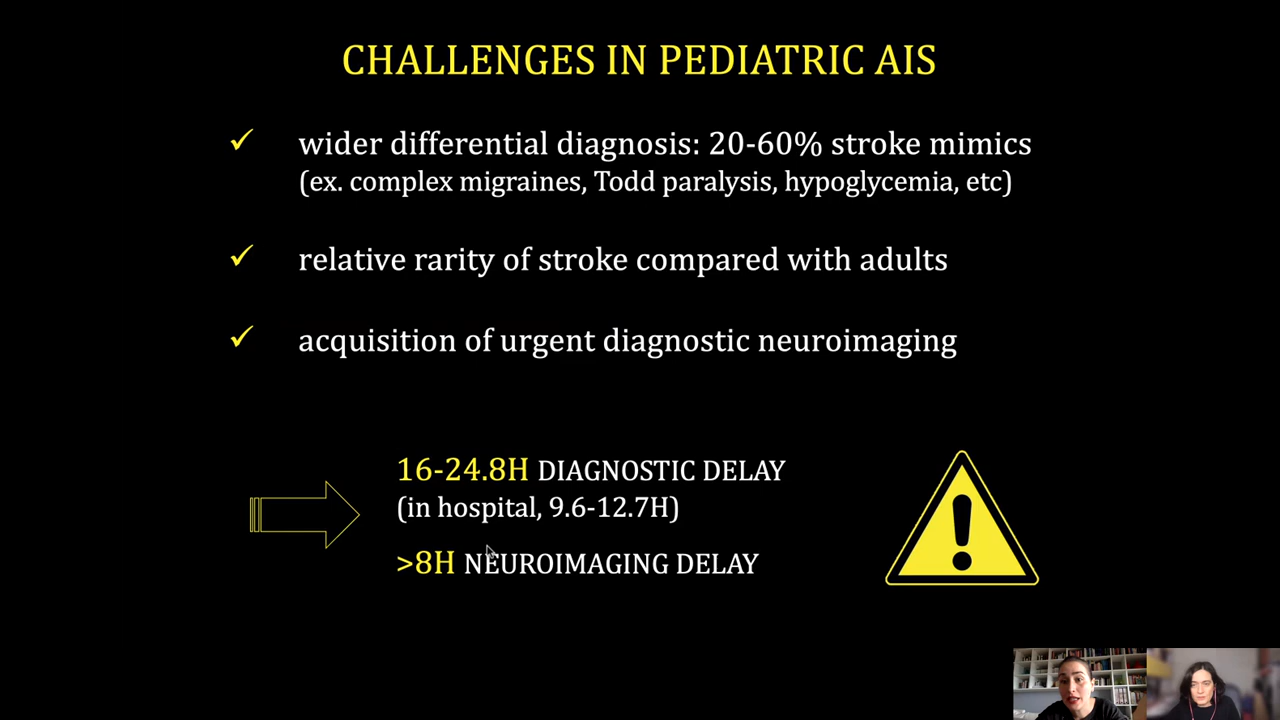 CHALLENGES IN PEDIATRIC AIS
wider differential diagnosis: 20-60% stroke mimics
(ex. complex migraines, Todd paralysis, hypoglycemia, etc)
relative rarity of stroke compared with adults
acquisition of urgent diagnostic neuroimaging
16-24.8H DIAGNOSTIC DELAY
(in hospital, 9.6-12.7H)
>8H NEUROIMAGING DELAY